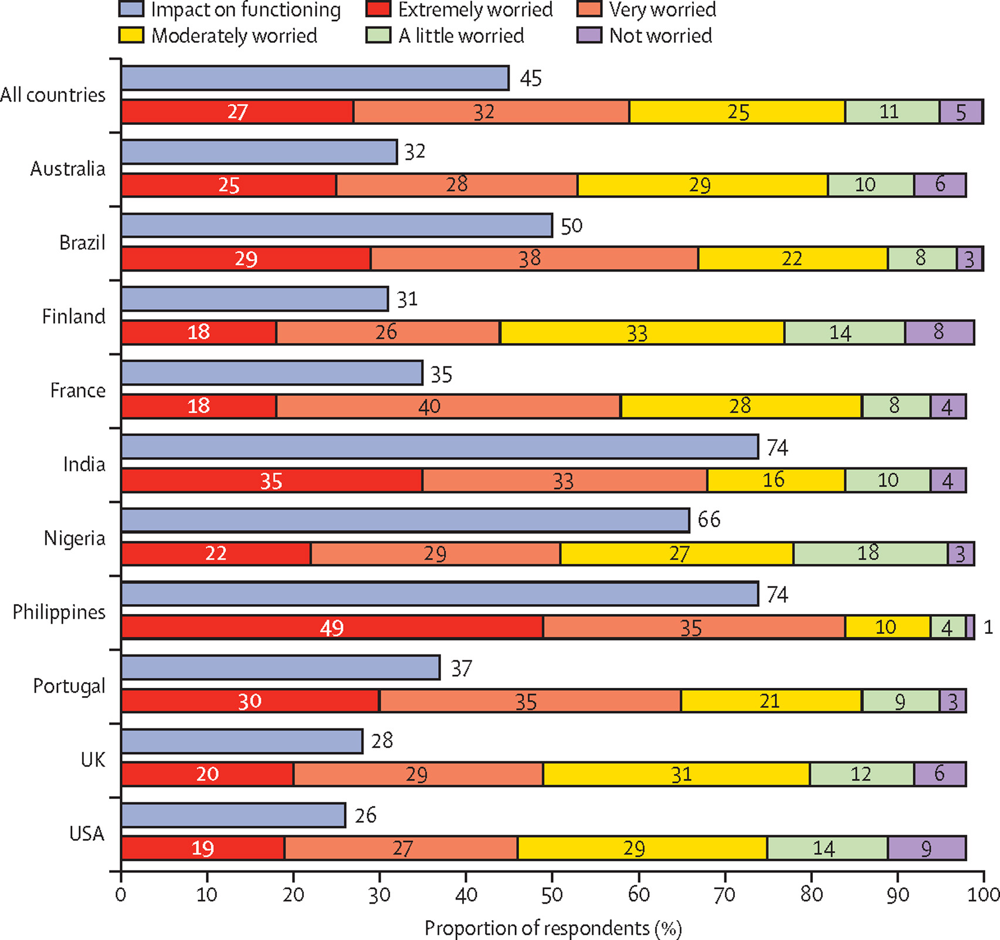 Impact on functioning Extremely worried Very worried
Moderately worried A little worried Not worried
All countries
45
27 32 25 11 5
Australia
32
25 28 29 10 6
Brazil
50
29 38 22 8 3
Finland
31
18 26 33 14 8
France
35
18 40 28 8 4
India
74
35 33 16 10 4
Nigeria
66
22 29 27 18 3
Philippines
74
49 35 10 4 1
Portugal
37
30 35 21 9 3
UK
28
20 29 31 12 6
USA
26
19 27 29 14 9
0 10 20 30 40 50 60 70 80 90 100
Proportion of respondents (%)